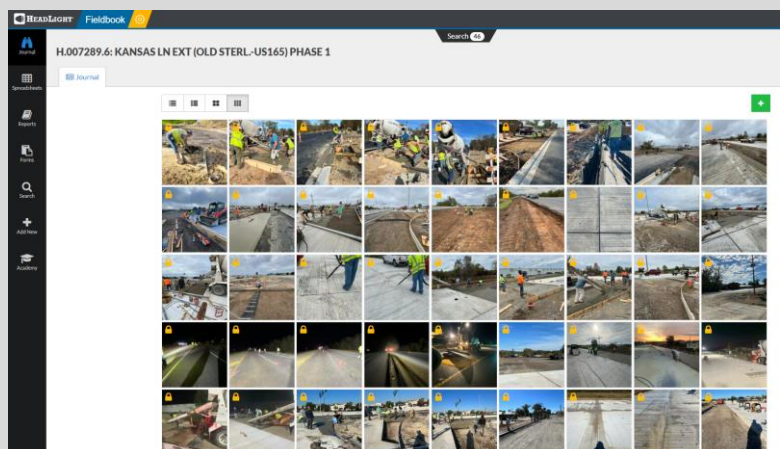 HEADLIGHT Fieldbook
Search 46
H.007289.6: KANSAS LN EXT (OLD STERL.-US165) PHASE 1
Journal
Journal
Spreadsheets
Reports
Forms
Search
Add New
Academy